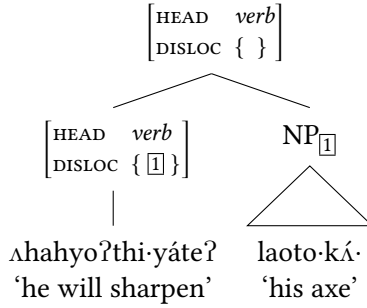 HEAD verb
DISLOC { }
HEAD verb
DISLOC { 1 }
NP1
ʌhahyoʔthi·yáteʔ
laoto·kʌ́·
'he will sharpen'
'his axe'